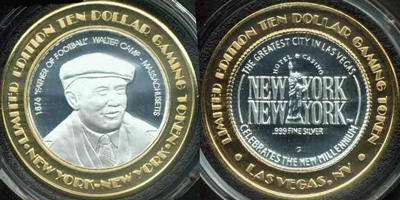 LIMITED EDITION TEN DOLLAR GAMING TOKEN
•NEW YORK•NEW YORK•
1876 "FATHER OF FOOTBALL" WALTER CAMP - MASSACHUSETTS
LIMITED EDITION TEN DOLLAR GAMING TOKEN
• LAS VEGAS, NV •
THE GREATEST CITY IN LAS VEGAS
HOTEL & CASINO
NEW YORK
NEW YORK
.999 FINE SILVER
G
CELEBRATES THE NEW MILLENNIUM